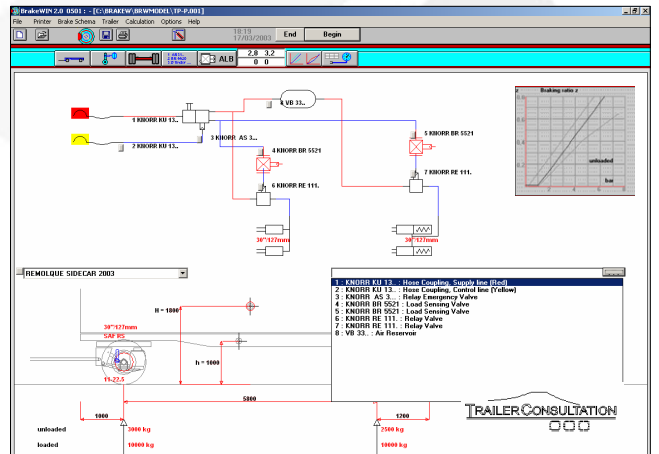 BrakeWIN 2.0 0501 : - [C:\BRAKEW\BRWMODEL\TP-P.001]
File Printer Brake Schema Trailer Calculation Options Help
18:19
17/03/2003
End Begin
ALB
2,8 3,2
0 0
1 KNORR KU 13..
2 KNORR KU 13..
3 KNORR AS 3...
4 KNORR BR 5521
6 KNORR RE 111.
30"/127mm
8 VB 33..
5 KNORR BR 5521
7 KNORR RE 111.
30"/127mm
z Braking ratio z
unloaded
bar
REMOLQUE SIDECAR 2003
1 : KNORR KU 13.. : Hose Coupling, Supply line (Red)
2 : KNORR KU 13.. : Hose Coupling, Control line (Yellow)
3 : KNORR AS 3... : Relay Emergency Valve
4 : KNORR BR 5521 : Load Sensing Valve
5 : KNORR BR 5521 : Load Sensing Valve
6 : KNORR RE 111. : Relay Valve
7 : KNORR RE 111. : Relay Valve
8 : VB 33.. : Air Reservoir
H = 1800
30"/127mm
SAF RS
h = 1000
19-22.5
5800
1000
1200
unloaded 3000 kg 2500 kg
loaded 10000 kg 10000 kg
TRAILER CONSULTATION